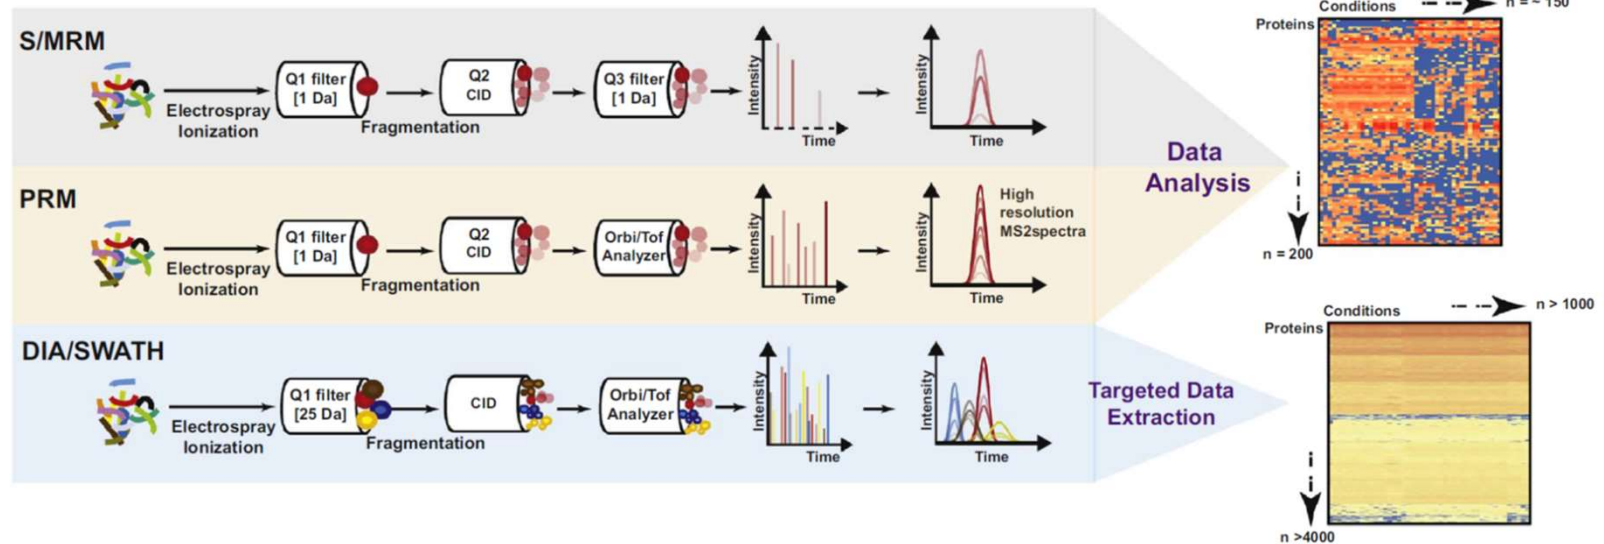 S/MRM
Electrospray
Ionization
Q1 filter
[1 Da]
Fragmentation
Q2
CID
Q3 filter
[1 Da]
Intensity
Time
Intensity
Time
PRM
Electrospray
Ionization
Q1 filter
[1 Da]
Fragmentation
Q2
CID
Orbi/Tof
Analyzer
Intensity
Time
Intensity
High
resolution
MS2spectra
Time
DIA/SWATH
Electrospray
Ionization
Q1 filter
[25 Da]
Fragmentation
CID
Orbi/Tof
Analyzer
Intensity
Time
Intensity
Time
Data
Analysis
Targeted Data
Extraction
Conditions
n = ~ 150
Proteins
n = 200
Conditions
n > 1000
Proteins
n >4000